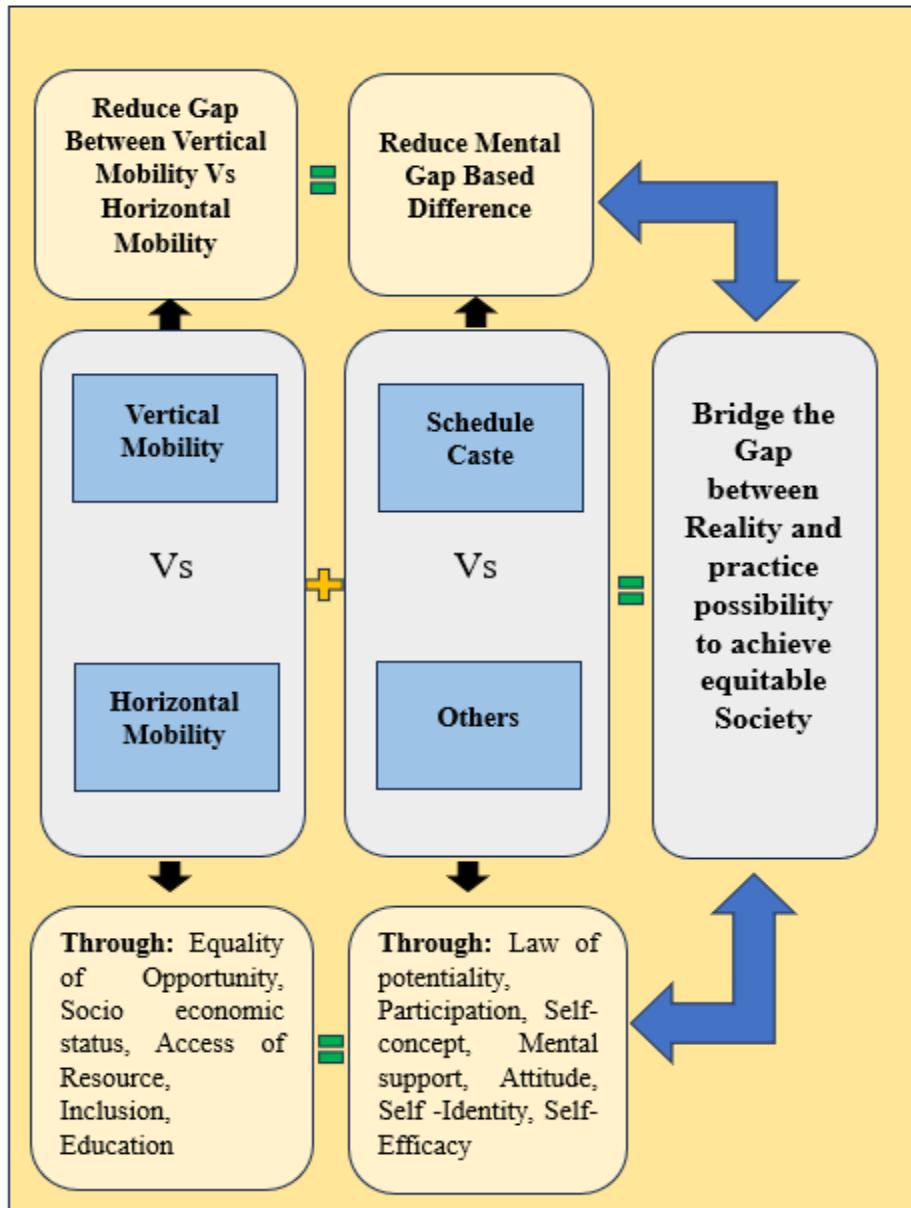 Reduce Gap
Between Vertical
Mobility Vs
Horizontal
Mobility
Reduce Mental
Gap Based
Difference
Vertical
Mobility
Vs
Horizontal
Mobility
Schedule
Caste
Vs
Others
Bridge the
Gap
between
Reality and
practice
possibility
to achieve
equitable
Society
Through: Equality
of Opportunity,
Socio economic
status, Access of
Resource,
Inclusion,
Education
Through: Law of
potentiality,
Participation, Self-
concept, Mental
support, Attitude,
Self -Identity, Self-
Efficacy